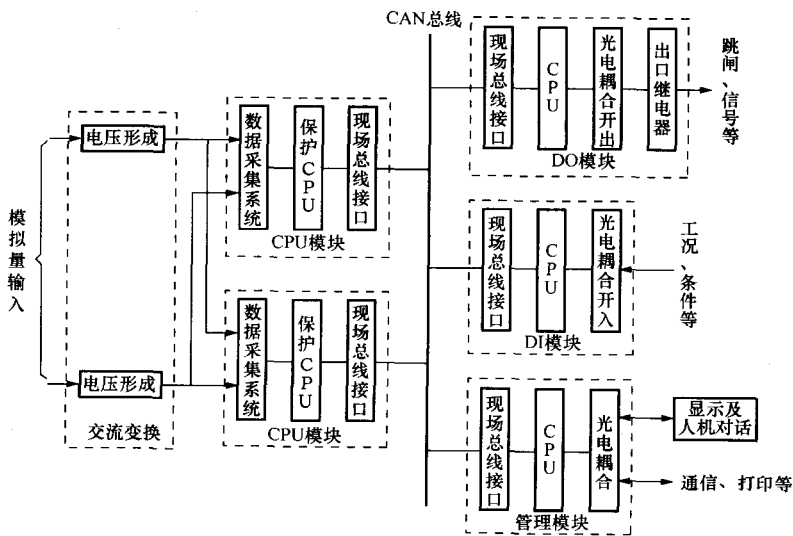 CAN总线
模拟量输入
电压形成
电压形成
交流变换
数据采集系统
保护CPU
现场总线接口
CPU模块
数据采集系统
保护CPU
现场总线接口
CPU模块
现场总线接口
CPU
光电耦合开出
出口继电器
DO模块
跳闸、信号等
现场总线接口
CPU
光电耦合开入
DI模块
工况、条件等
现场总线接口
CPU
光电耦合
管理模块
显示及
人机对话
通信、打印等